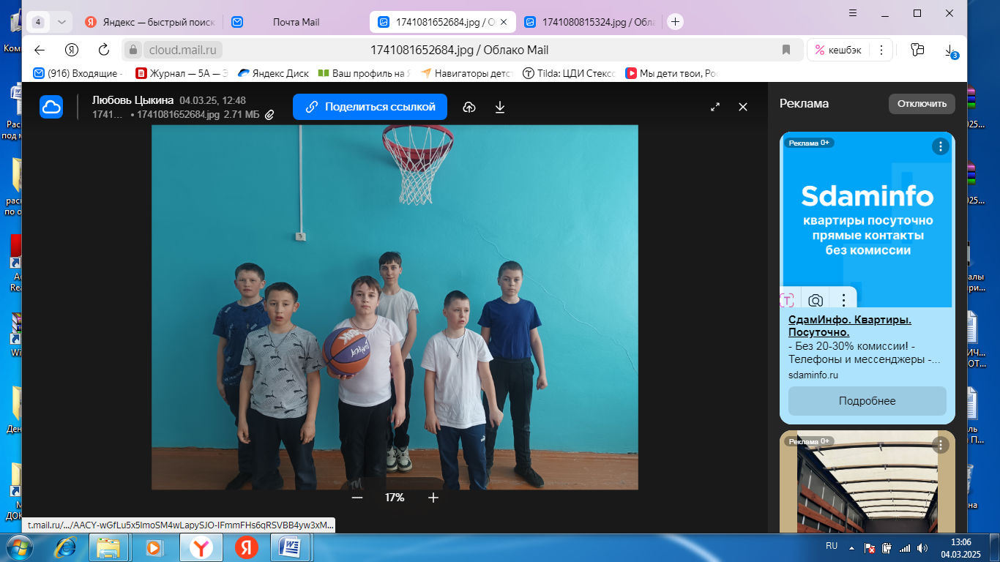 4
Яндекс — быстрый поиск
Почта Mail
1741081652684.jpg / О
1741080815324.jpg / Обла
cloud.mail.ru
1741081652684.jpg / Облако Mail
кешбэк
3
(916) Входящие -
Журнал — 5А — Э
Яндекс Диск
Ваш профиль на Я
Навигаторы детст
Tilda: ЦДИ Стексс
Мы дети твои, Рос
Любовь Цыкина 04.03.25, 12:48
1741... • 1741081652684.jpg 2.71 МБ
Поделиться ссылкой
Реклама
Отключить
Реклама 0+
Sdaminfo
квартиры посуточно
прямые контакты
без комиссии
СдамИнфо. Квартиры.
Посуточно.
- Без 20-30% комиссии! -
Телефоны и мессенджеры -...
sdaminfo.ru
Подробнее
Реклама 0+
17%
t.mail.ru/.../AACY-wGfLu5x5lmoSM4wLapySJO-IFmmFHs6qRSVBB4yw3xM...
RU
13:06
04.03.2025